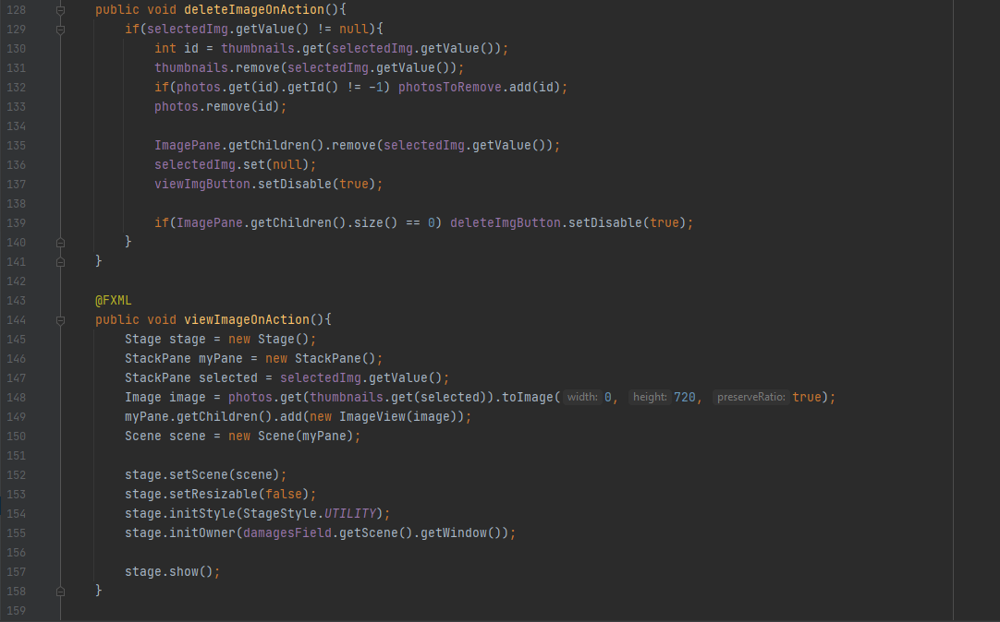 128 public void deleteImageOnAction(){
129 if(selectedImg.getValue() != null){
130 int id = thumbnails.get(selectedImg.getValue());
131 thumbnails.remove(selectedImg.getValue());
132 if(photos.get(id).getId() != -1) photosToRemove.add(id);
133 photos.remove(id);
134
135 ImagePane.getChildren().remove(selectedImg.getValue());
136 selectedImg.set(null);
137 viewImgButton.setDisable(true);
138
139 if(ImagePane.getChildren().size() == 0) deleteImgButton.setDisable(true);
140 }
141 }
142
143 @FXML
144 public void viewImageOnAction(){
145 Stage stage = new Stage();
146 StackPane myPane = new StackPane();
147 StackPane selected = selectedImg.getValue();
148 Image image = photos.get(thumbnails.get(selected)).toImage( width: 0, height: 720, preserveRatio: true);
149 myPane.getChildren().add(new ImageView(image));
150 Scene scene = new Scene(myPane);
151
152 stage.setScene(scene);
153 stage.setResizable(false);
154 stage.initStyle(StageStyle.UTILITY);
155 stage.initOwner(damagesField.getScene().getWindow());
156
157 stage.show();
158 }
159